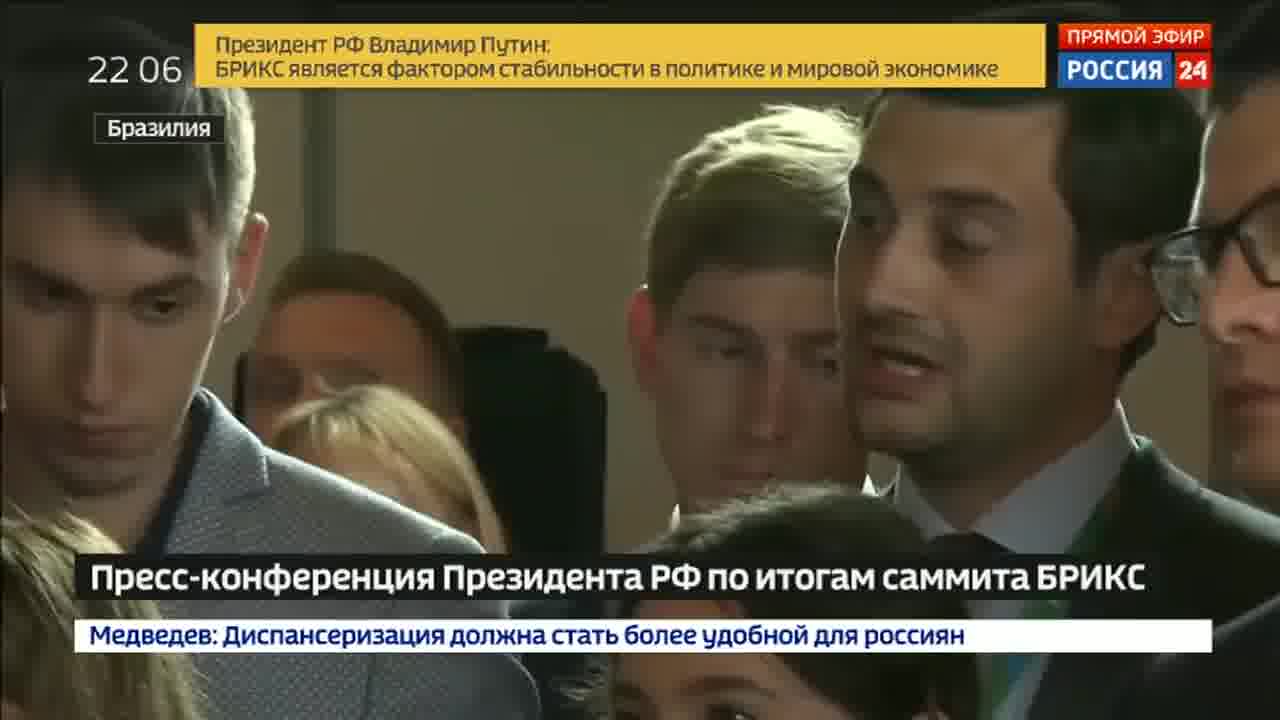 22 06
Президент РФ Владимир Путин:
БРИКС является фактором стабильности в политике и мировой экономике
ПРЯМОЙ ЭФИР
РОССИЯ 24
Бразилия
Пресс-конференция Президента РФ по итогам саммита БРИКС
Медведев: Диспансеризация должна стать более удобной для россиян